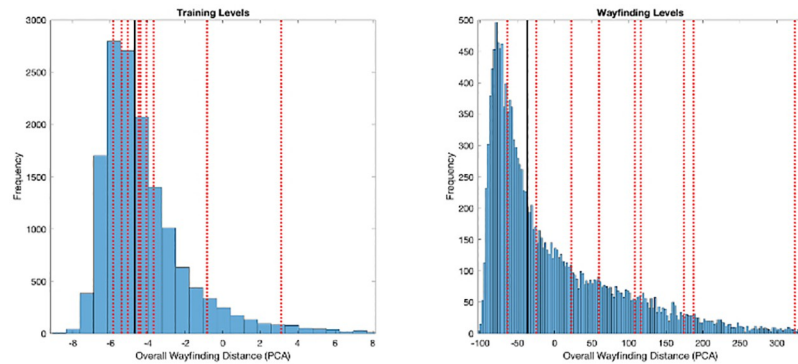 Training Levels
3000
2500
2000
1500
1000
500
0
Frequency
-8 -6 -4 -2 0 2 4 6 8
Overall Wayfinding Distance (PCA)
Wayfinding Levels
500
450
400
350
300
250
200
150
100
50
0
Frequency
-100 -50 0 50 100 150 200 250 300
Overall Wayfinding Distance (PCA)